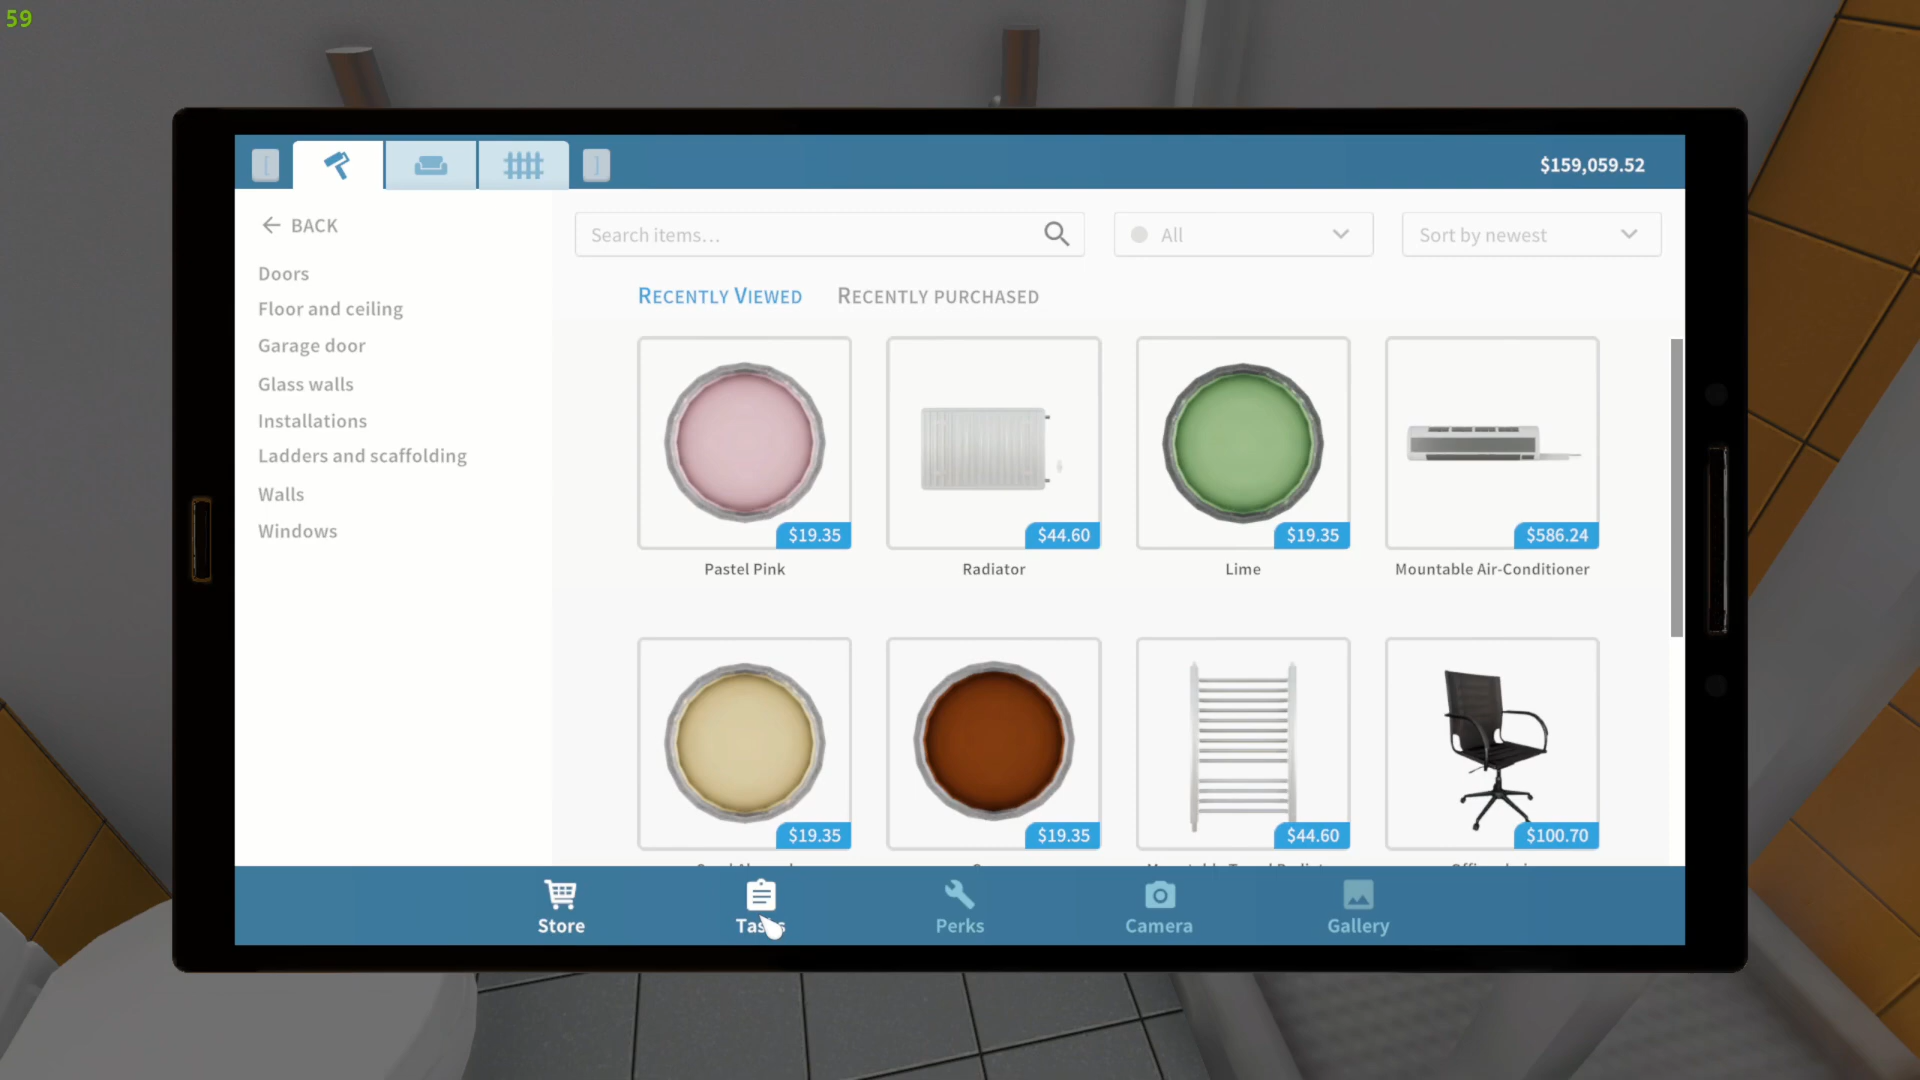 59
[
]
$159,059.52
BACK
Doors
Floor and ceiling
Garage door
Glass walls
Installations
Ladders and scaffolding
Walls
Windows
Search items...
All
Sort by newest
RECENTLY VIEWED
RECENTLY PURCHASED
$19.35
$44.60
$19.35
$586.24
Pastel Pink
Radiator
Lime
Mountable Air-Conditioner
$19.35
$19.35
$44.60
$100.70
Store
Tasks
Perks
Camera
Gallery